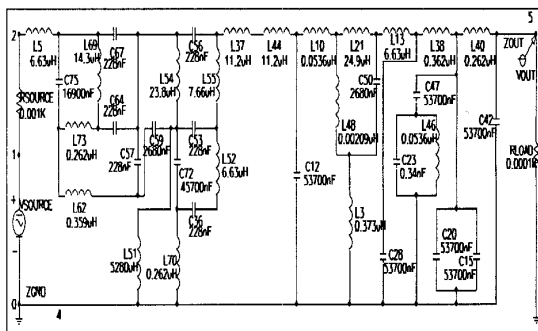 5
2
L5
6.63uH
L69
14.3uH
C67
228nF
C56
228nF
L37
11.2uH
L44
11.2uH
L10
0.0536uH
L21
24.9uH
L13
6.63uH
L38
0.362uH
L40
0.262uH
ZOUT
2
VOUT
C75
16900nF
L54
23.8uH
L55
7.66uH
C50
2680nF
C47
53700nF
RSOURCE
0.001K
C64
228nF
L73
0.262uH
C57
228nF
C59
2680nF
C53
228nF
L48
0.00209uH
L46
0.0536uH
C42
53700nF
L52
6.63uH
C72
45700nF
C12
53700nF
C23
0.34nF
RLOAD
0.0001K
1
1
L62
0.359uH
VSOURCE
C36
228nF
L3
0.373uH
L51
5280uH
L70
0.262uH
C28
53700nF
C20
53700nF
C15
53700nF
ZGND
0
4
0